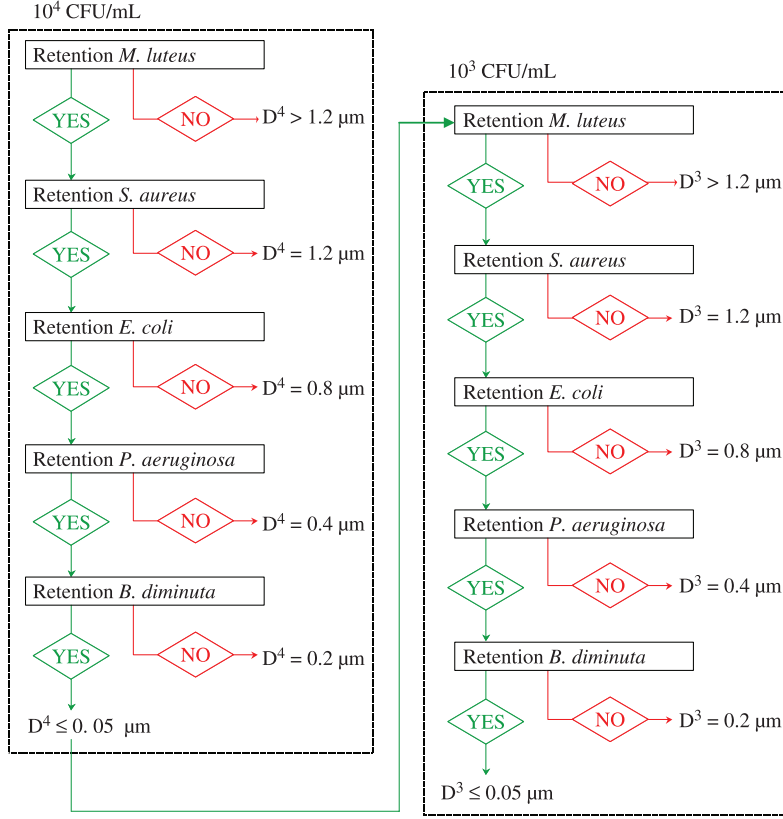 10⁴ CFU/mL
Retention M. luteus
YES
NO
D⁴ > 1.2 µm
Retention S. aureus
YES
NO
D⁴ = 1.2 µm
Retention E. coli
YES
NO
D⁴ = 0.8 µm
Retention P. aeruginosa
YES
NO
D⁴ = 0.4 µm
Retention B. diminuta
YES
NO
D⁴ = 0.2 µm
D⁴ ≤ 0. 05 µm
10³ CFU/mL
Retention M. luteus
YES
NO
D³ > 1.2 µm
Retention S. aureus
YES
NO
D³ = 1.2 µm
Retention E. coli
YES
NO
D³ = 0.8 µm
Retention P. aeruginosa
YES
NO
D³ = 0.4 µm
Retention B. diminuta
YES
NO
D³ = 0.2 µm
D³ ≤ 0.05 µm